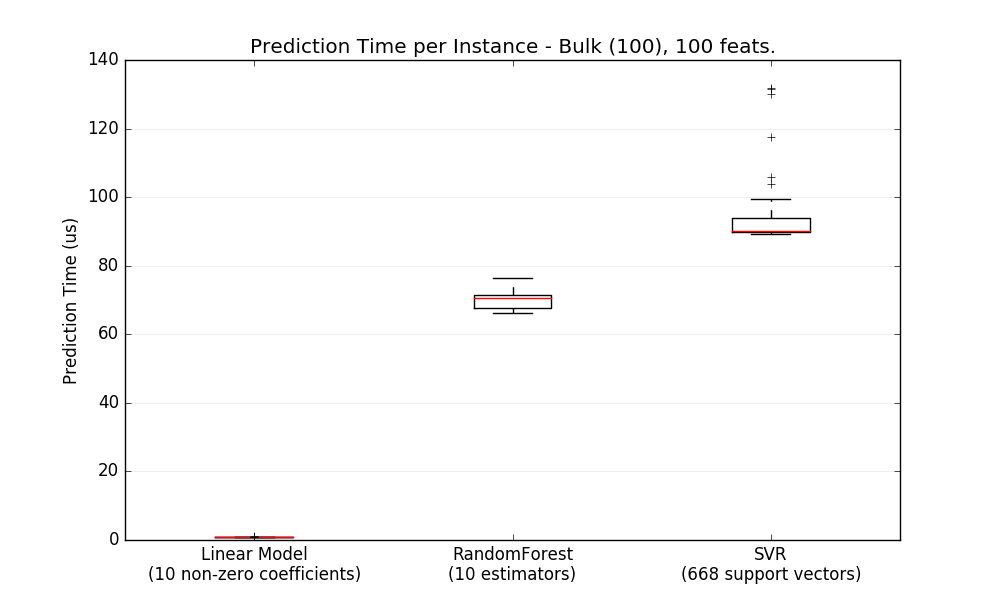 Prediction Time per Instance - Bulk (100), 100 feats.
140
120
100
80
60
40
20
0
Prediction Time (us)
Linear Model
(10 non-zero coefficients)
RandomForest
(10 estimators)
SVR
(668 support vectors)